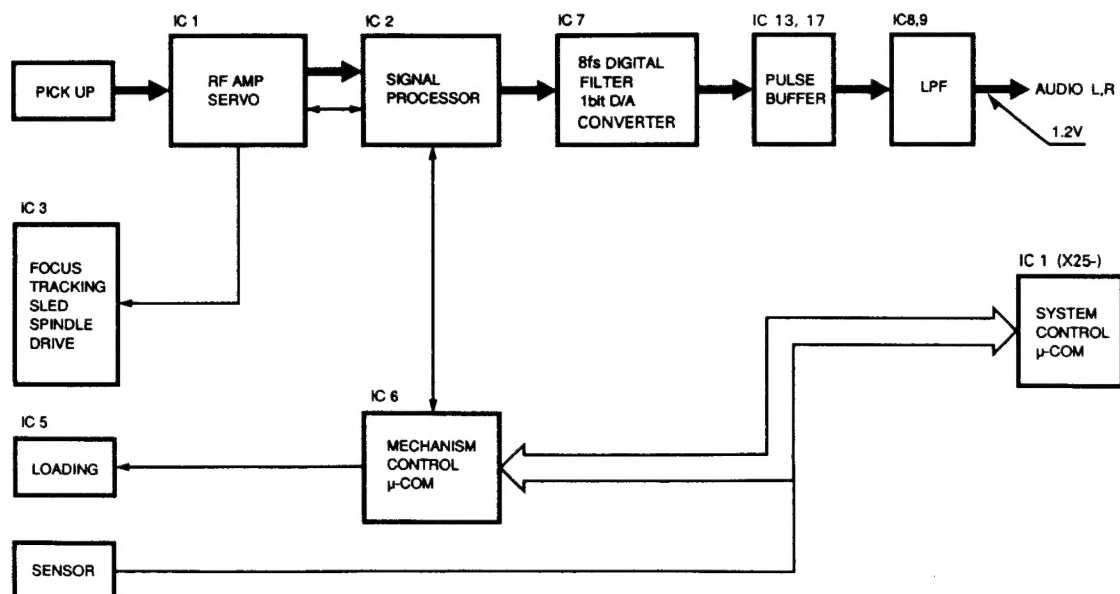 IC 1
IC 2
IC 7
IC 13, 17
IC8,9
PICK UP
RF AMP
SERVO
SIGNAL
PROCESSOR
8fs DIGITAL
FILTER
1bit D/A
CONVERTER
PULSE
BUFFER
LPF
AUDIO L,R
1.2V
IC 3
FOCUS
TRACKING
SLED
SPINDLE
DRIVE
IC 1 (X25-)
SYSTEM
CONTROL
μ-COM
IC 5
LOADING
IC 6
MECHANISM
CONTROL
μ-COM
SENSOR